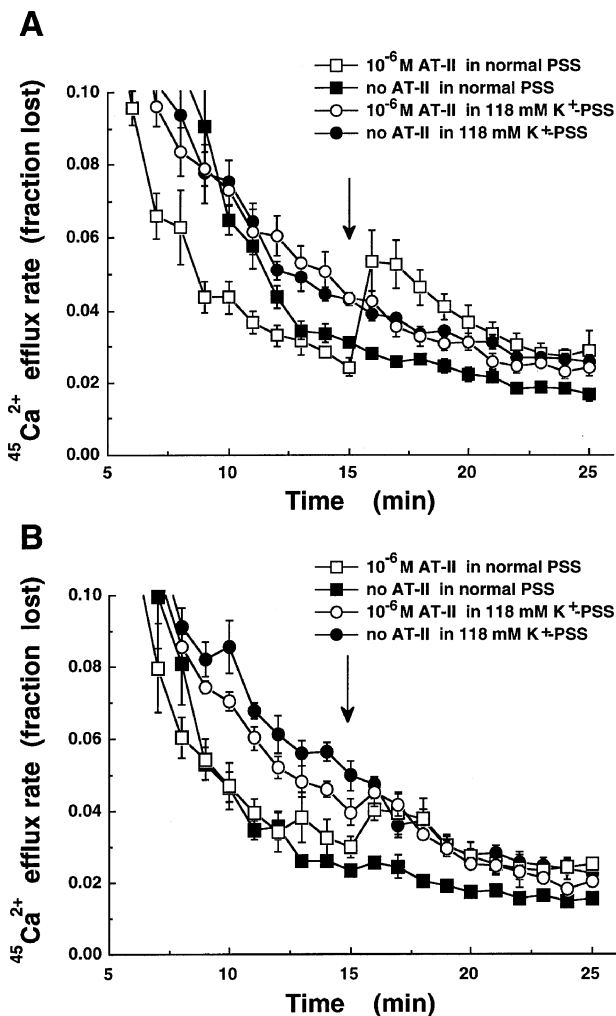 A
10⁻⁶ M AT-II in normal PSS
no AT-II in normal PSS
10⁻⁶ M AT-II in 118 mM K⁺-PSS
no AT-II in 118 mM K⁺-PSS
⁴⁵Ca²⁺ efflux rate (fraction lost)
0.10
0.08
0.06
0.04
0.02
0.00
5 10 15 20 25
Time (min)
B
10⁻⁶ M AT-II in normal PSS
no AT-II in normal PSS
10⁻⁶ M AT-II in 118 mM K⁺-PSS
no AT-II in 118 mM K⁺-PSS
⁴⁵Ca²⁺ efflux rate (fraction lost)
0.10
0.08
0.06
0.04
0.02
0.00
5 10 15 20 25
Time (min)